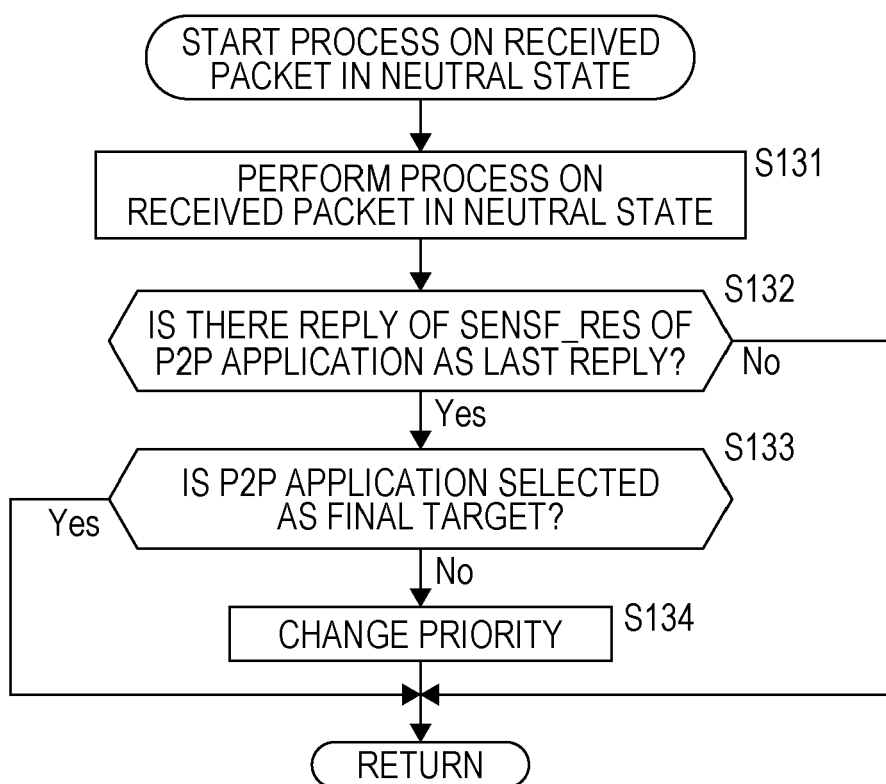 START PROCESS ON RECEIVED
PACKET IN NEUTRAL STATE
S131
PERFORM PROCESS ON
RECEIVED PACKET IN NEUTRAL STATE
S132
IS THERE REPLY OF SENSF_RES OF
P2P APPLICATION AS LAST REPLY?
No
Yes
S133
IS P2P APPLICATION SELECTED
AS FINAL TARGET?
Yes
No
S134
CHANGE PRIORITY
RETURN